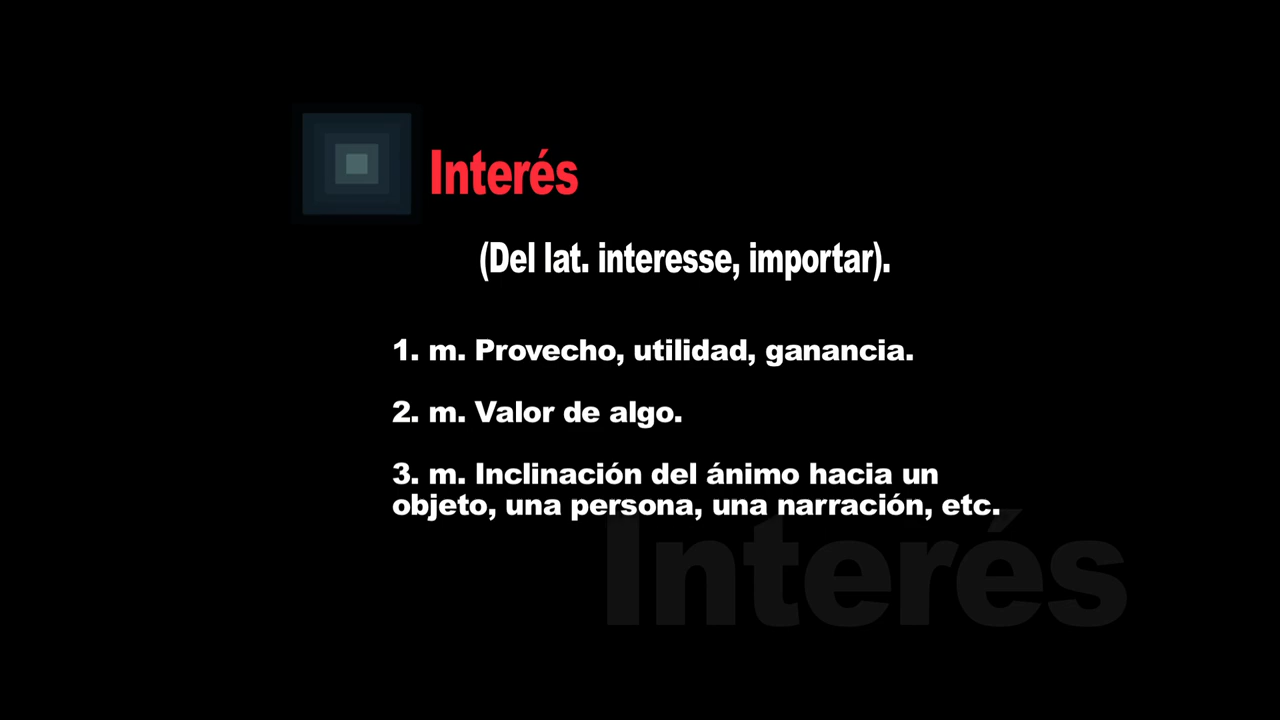 Interés
(Del lat. interesse, importar).
1. m. Provecho, utilidad, ganancia.
2. m. Valor de algo.
3. m. Inclinación del ánimo hacia un
objeto, una persona, una narración, etc.
Interés